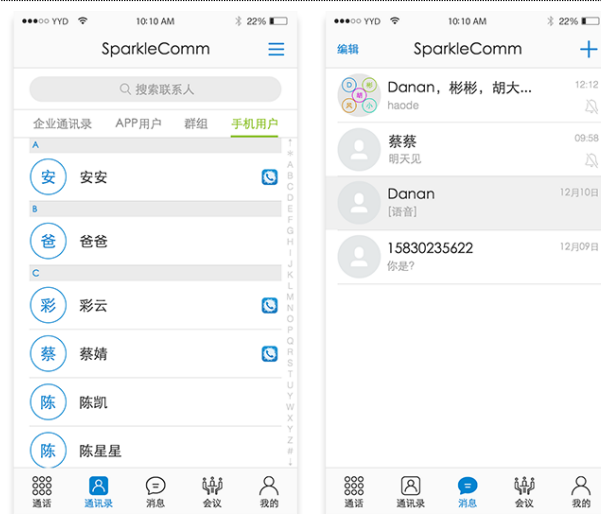 YYD 10:10 AM 22%
SparkleComm
搜索联系人
企业通讯录 APP用户 群组 手机用户
A
安 安安
B
爸 爸爸
C
彩 彩云
蔡 蔡婧
陈 陈凯
陈 陈星星
A
B
C
D
E
F
G
H
I
J
K
L
M
N
O
P
Q
R
S
T
U
V
W
X
Y
Z
#
通话 通讯录 消息 会议 我的
YYD 10:10 AM 22%
编辑 SparkleComm +
D 彬 胡 凤 小
Danan，彬彬，胡大... 12:12
haode
蔡蔡 09:58
明天见
Danan 12月10日
[语音]
15830235622 12月09日
你是?
通话 通讯录 消息 会议 我的